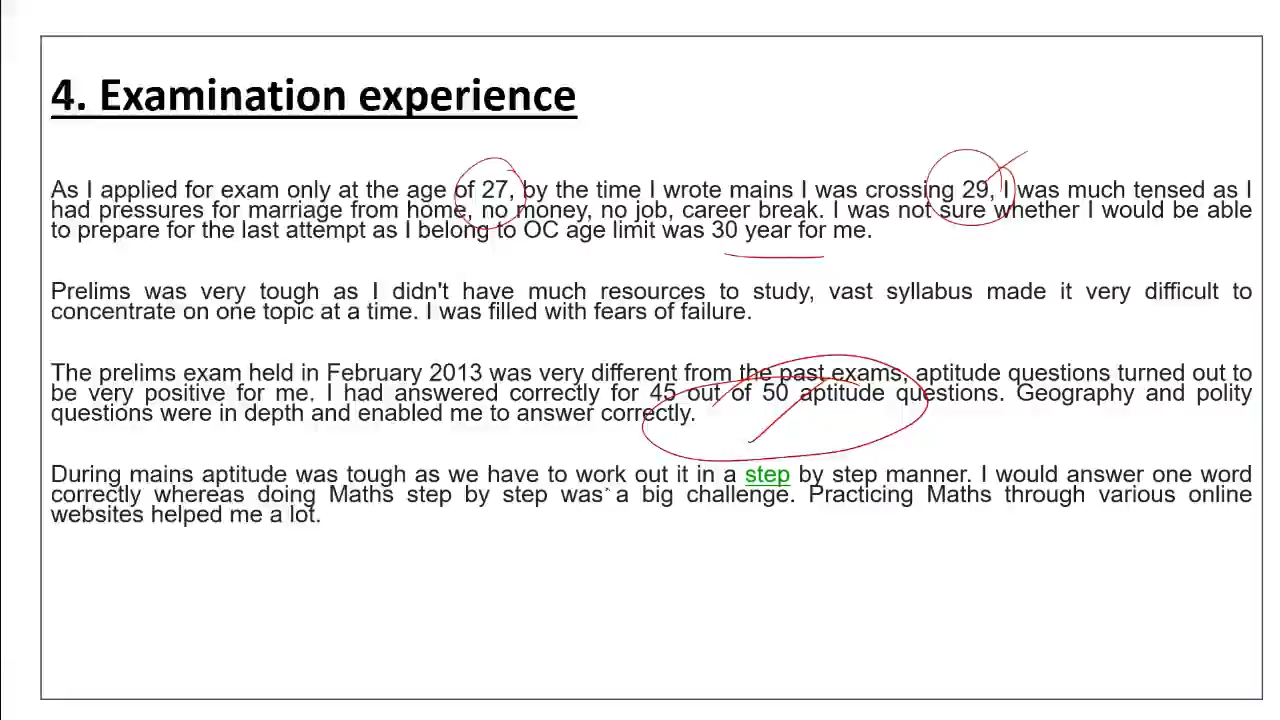 4. Examination experience
As I applied for exam only at the age of 27, by the time I wrote mains I was crossing 29, I was much tensed as I
had pressures for marriage from home, no money, no job, career break. I was not sure whether I would be able
to prepare for the last attempt as I belong to OC age limit was 30 year for me.
Prelims was very tough as I didn't have much resources to study, vast syllabus made it very difficult to
concentrate on one topic at a time. I was filled with fears of failure.
The prelims exam held in February 2013 was very different from the past exams, aptitude questions turned out to
be very positive for me. I had answered correctly for 45 out of 50 aptitude questions. Geography and polity
questions were in depth and enabled me to answer correctly.
During mains aptitude was tough as we have to work out it in a step by step manner. I would answer one word
correctly whereas doing Maths step by step was a big challenge. Practicing Maths through various online
websites helped me a lot.